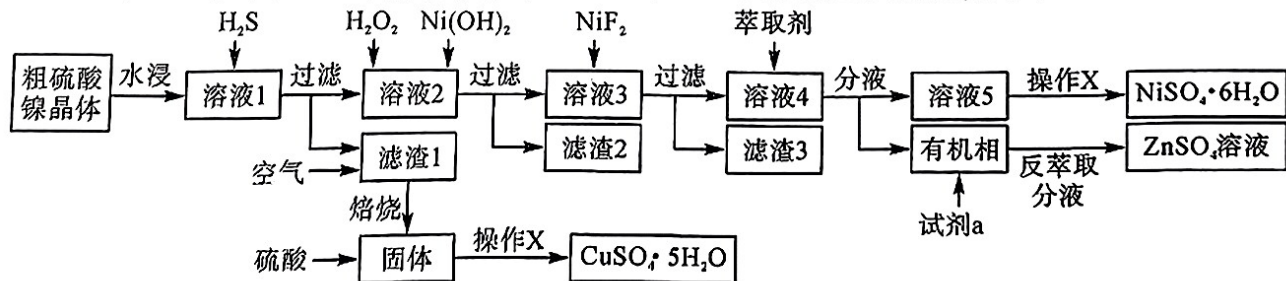 H₂S
H₂O₂ Ni(OH)₂
NiF₂
萃取剂
粗硫酸
镍晶体
水浸
溶液1
过滤
溶液2
过滤
溶液3
过滤
溶液4
分液
溶液5
操作X
NiSO₄·6H₂O
滤渣1
滤渣2
滤渣3
有机相
反萃取
分液
ZnSO₄溶液
空气
焙烧
试剂a
硫酸
固体
操作X
CuSO₄·5H₂O